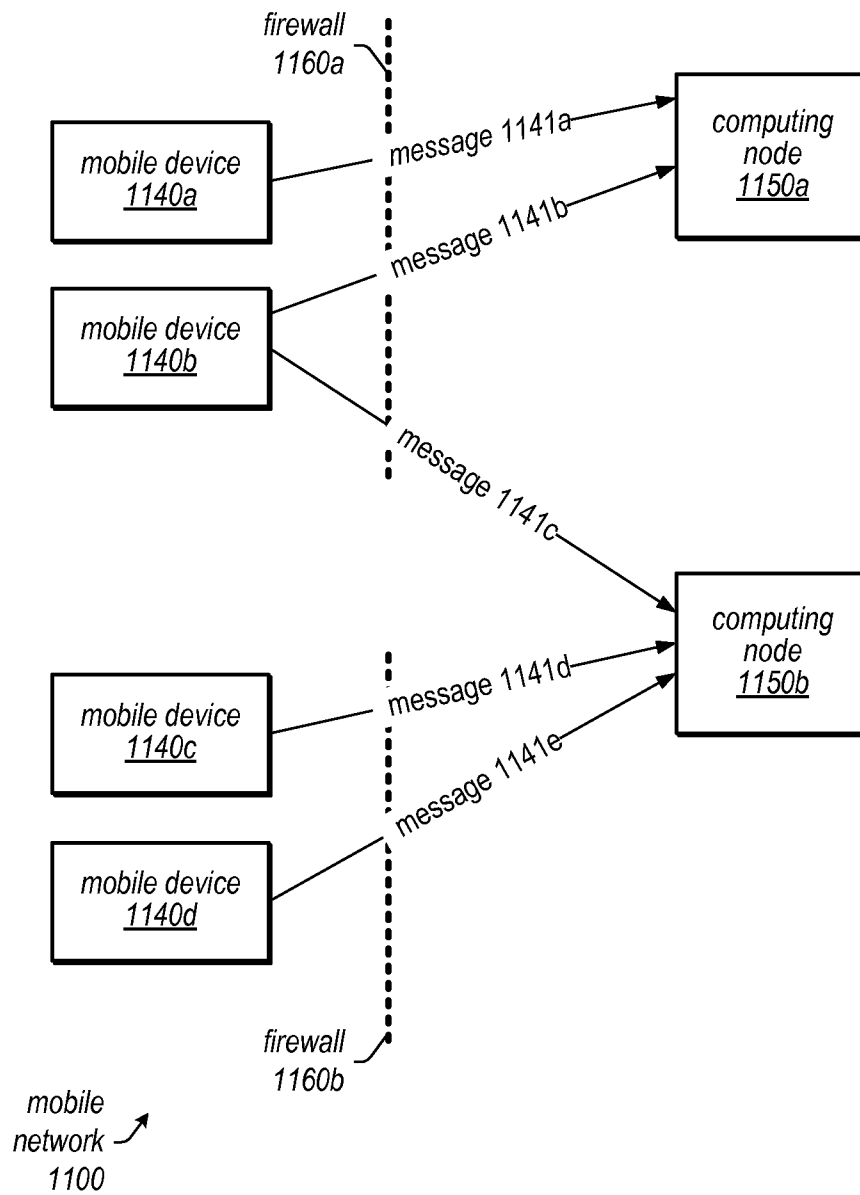 firewall
1160a
mobile device
1140a
message 1141a
computing
node
1150a
message 1141b
mobile device
1140b
message 1141c
computing
node
1150b
mobile device
1140c
message 1141d
message 1141e
mobile device
1140d
firewall
1160b
mobile
network
1100